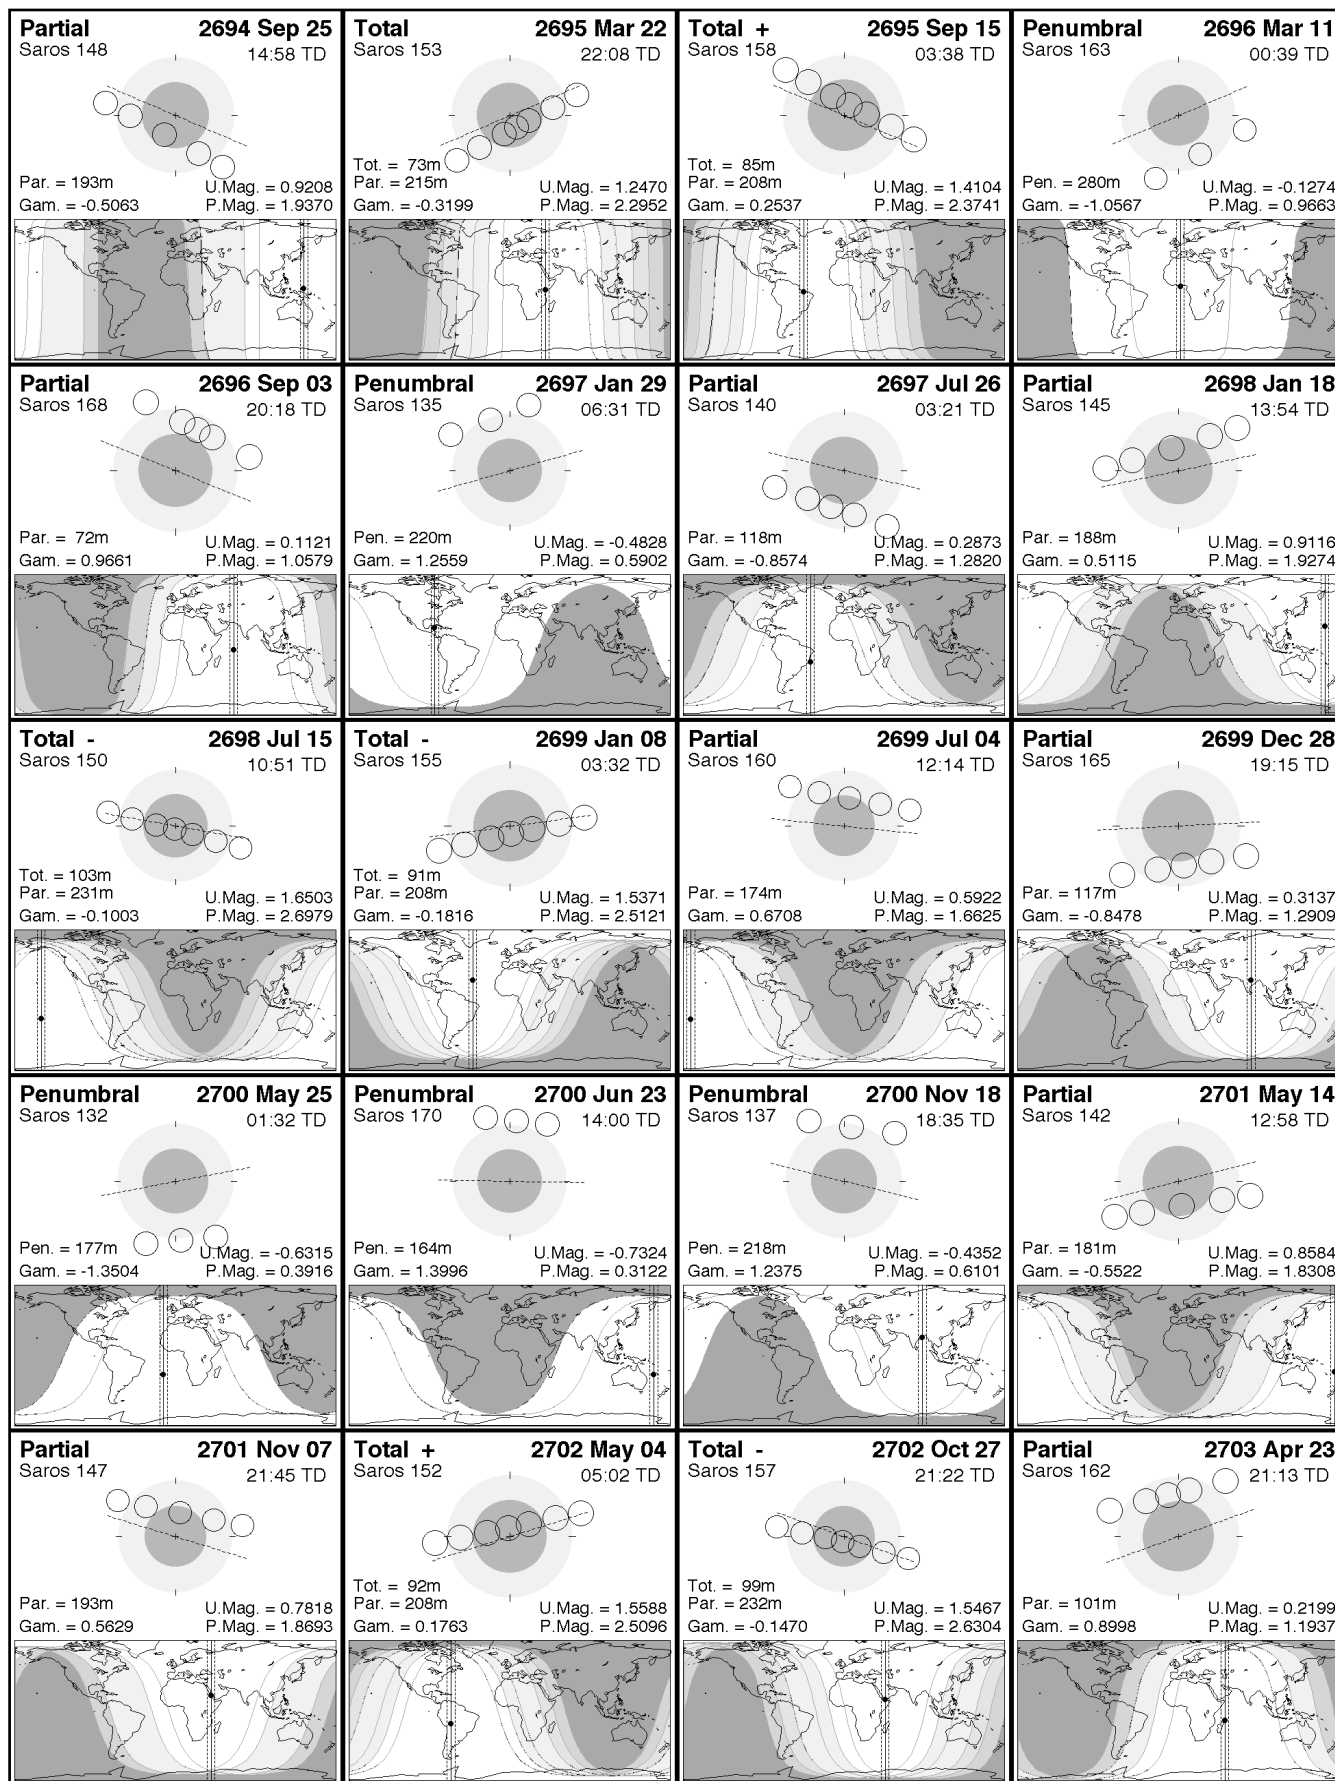 Partial 2694 Sep 25
Saros 148 14:58 TD
Par. = 193m U.Mag. = 0.9208
Gam. = -0.5063 P.Mag. = 1.9370
Total 2695 Mar 22
Saros 153 22:08 TD
Tot. = 73m
Par. = 215m U.Mag. = 1.2470
Gam. = -0.3199 P.Mag. = 2.2952
Total + 2695 Sep 15
Saros 158 03:38 TD
Tot. = 85m
Par. = 208m U.Mag. = 1.4104
Gam. = 0.2537 P.Mag. = 2.3741
Penumbral 2696 Mar 11
Saros 163 00:39 TD
Pen. = 280m U.Mag. = -0.1274
Gam. = -1.0567 P.Mag. = 0.9663
Partial 2696 Sep 03
Saros 168 20:18 TD
Par. = 72m U.Mag. = 0.1121
Gam. = 0.9661 P.Mag. = 1.0579
Penumbral 2697 Jan 29
Saros 135 06:31 TD
Pen. = 220m U.Mag. = -0.4828
Gam. = 1.2559 P.Mag. = 0.5902
Partial 2697 Jul 26
Saros 140 03:21 TD
Par. = 118m U.Mag. = 0.2873
Gam. = -0.8574 P.Mag. = 1.2820
Partial 2698 Jan 18
Saros 145 13:54 TD
Par. = 188m U.Mag. = 0.9116
Gam. = 0.5115 P.Mag. = 1.9274
Total - 2698 Jul 15
Saros 150 10:51 TD
Tot. = 103m
Par. = 231m U.Mag. = 1.6503
Gam. = -0.1003 P.Mag. = 2.6979
Total - 2699 Jan 08
Saros 155 03:32 TD
Tot. = 91m
Par. = 208m U.Mag. = 1.5371
Gam. = -0.1816 P.Mag. = 2.5121
Partial 2699 Jul 04
Saros 160 12:14 TD
Par. = 174m U.Mag. = 0.5922
Gam. = 0.6708 P.Mag. = 1.6625
Partial 2699 Dec 28
Saros 165 19:15 TD
Par. = 117m U.Mag. = 0.3137
Gam. = -0.8478 P.Mag. = 1.2909
Penumbral 2700 May 25
Saros 132 01:32 TD
Pen. = 177m U.Mag. = -0.6315
Gam. = -1.3504 P.Mag. = 0.3916
Penumbral 2700 Jun 23
Saros 170 14:00 TD
Pen. = 164m U.Mag. = -0.7324
Gam. = 1.3996 P.Mag. = 0.3122
Penumbral 2700 Nov 18
Saros 137 18:35 TD
Pen. = 218m U.Mag. = -0.4352
Gam. = 1.2375 P.Mag. = 0.6101
Partial 2701 May 14
Saros 142 12:58 TD
Par. = 181m U.Mag. = 0.8584
Gam. = -0.5522 P.Mag. = 1.8308
Partial 2701 Nov 07
Saros 147 21:45 TD
Par. = 193m U.Mag. = 0.7818
Gam. = 0.5629 P.Mag. = 1.8693
Total + 2702 May 04
Saros 152 05:02 TD
Tot. = 92m
Par. = 208m U.Mag. = 1.5588
Gam. = 0.1763 P.Mag. = 2.5096
Total - 2702 Oct 27
Saros 157 21:22 TD
Tot. = 99m
Par. = 232m U.Mag. = 1.5467
Gam. = -0.1470 P.Mag. = 2.6304
Partial 2703 Apr 23
Saros 162 21:13 TD
Par. = 101m U.Mag. = 0.2199
Gam. = 0.8998 P.Mag. = 1.1937